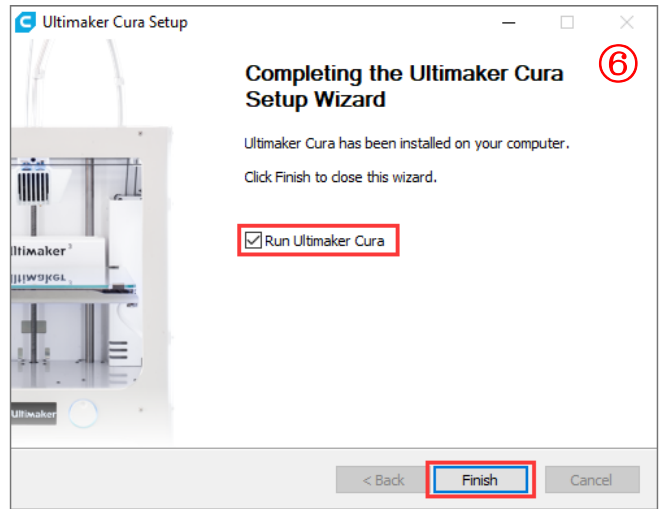 Ultimaker Cura Setup
⑥
Completing the Ultimaker Cura
Setup Wizard
Ultimaker Cura has been installed on your computer.
Click Finish to close this wizard.
Run Ultimaker Cura
ltimaker³
Ultimaker
< Back
Finish
Cancel